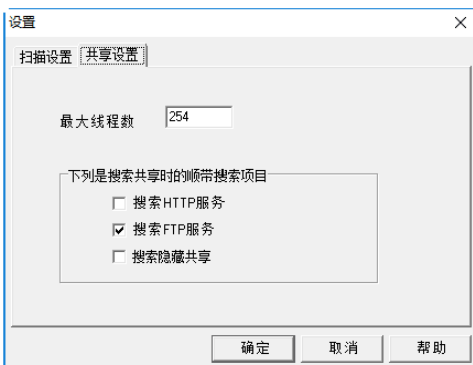 设置
扫描设置 共享设置
最大线程数 254
下列是搜索共享时的顺带搜索项目
搜索HTTP服务
搜索FTP服务
搜索隐藏共享
确定 取消 帮助